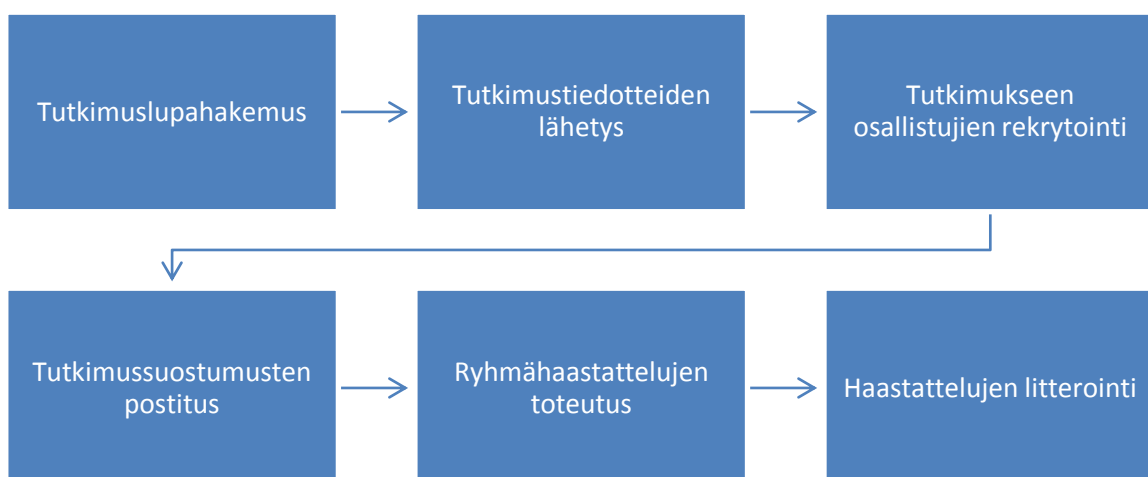 Tutkimuslupahakemus
Tutkimustiedotteiden
lähetys
Tutkimukseen
osallistujien rekrytointi
Tutkimussuostumusten
postitus
Ryhmähaastattelujen
toteutus
Haastattelujen litterointi